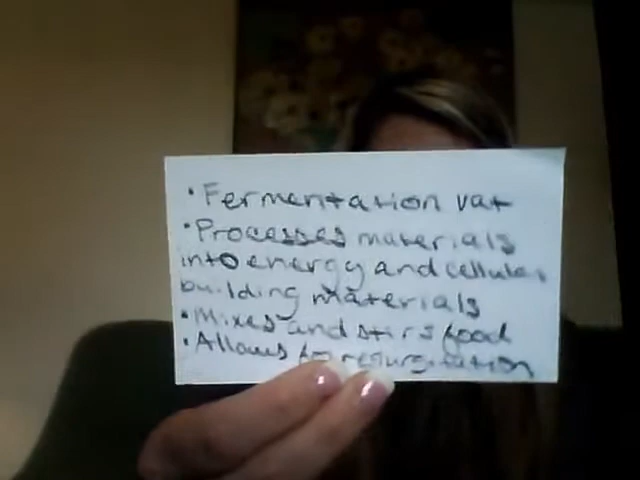 • Fermentation vat
• Processes materials
into energy and cellular
building materials
• Mixes and stirs food
• Allows for regurgitation